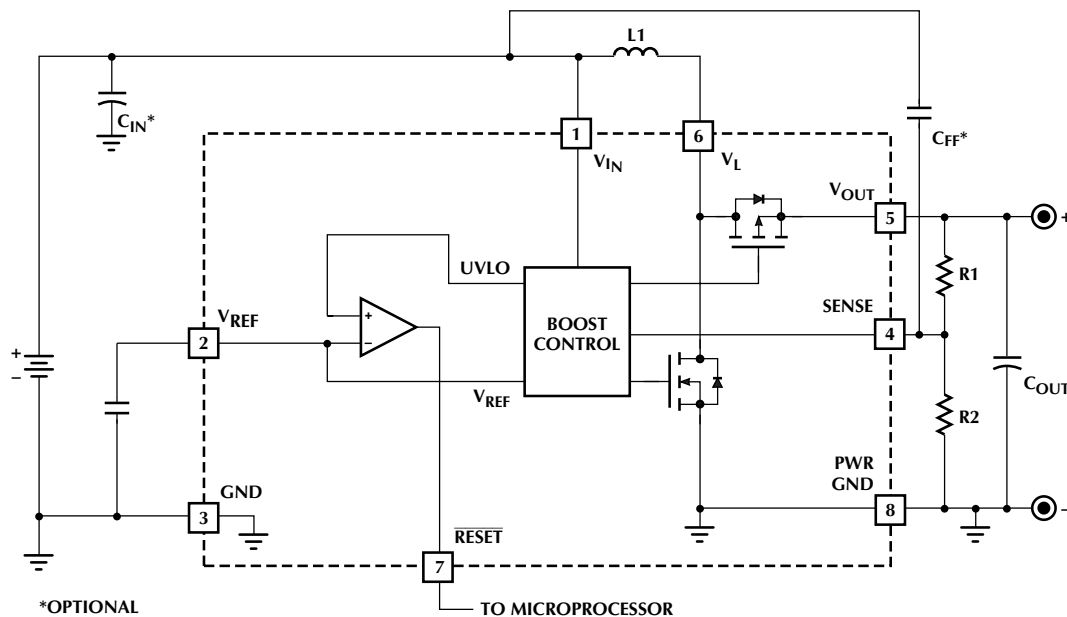 L1
C_IN*
1
6
V_IN
V_L
C_FF*
V_OUT
5
+
UVLO
R1
V_REF
SENSE
2
+
−
BOOST
CONTROL
4
+
−
V_REF
C_OUT
R2
PWR
GND
GND
3
8
−
RESET
7
*OPTIONAL
TO MICROPROCESSOR